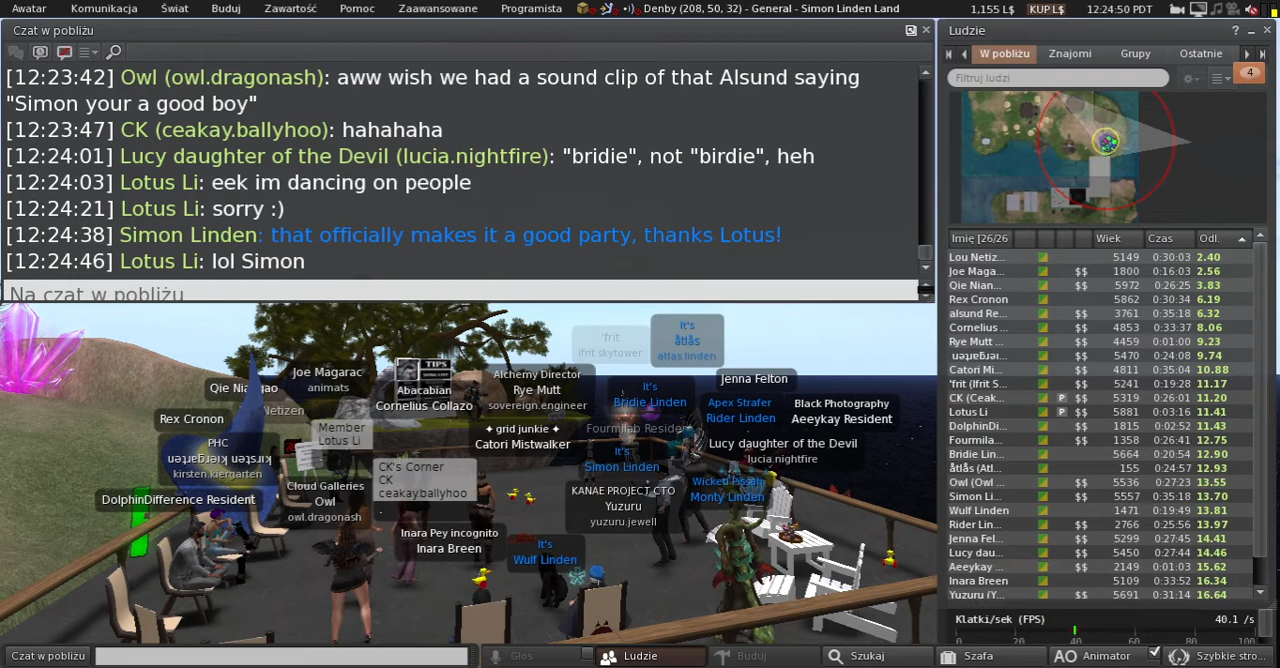 Awatar Komunikacja Świat Buduj Zawartość Pomoc Zaawansowane Programista Denby (208, 50, 32) - General - Simon Linden Land 1,155 L$ KUP L$ 12:24:50 PDT
Czat w pobliżu
[12:23:42] Owl (owl.dragonash): aww wish we had a sound clip of that Alsund saying
"Simon your a good boy"
[12:23:47] CK (ceakay.ballyhoo): hahahaha
[12:24:01] Lucy daughter of the Devil (lucia.nightfire): "bridie", not "birdie", heh
[12:24:03] Lotus Li: eek im dancing on people
[12:24:21] Lotus Li: sorry :)
[12:24:38] Simon Linden: that officially makes it a good party, thanks Lotus!
[12:24:46] Lotus Li: lol Simon
Na czat w pobliżu
Ludzie
W pobliżu Znajomi Grupy Ostatnie
Filtruj ludzi
4
Imię [26/26 Wiek Czas Odl.
Lou Netiz... 5149 0:30:03 2.40
Joe Maga... $$ 1800 0:16:03 2.56
Qie Nian... $$ 5972 0:26:25 3.83
Rex Cronon 5862 0:30:34 6.19
alsund Re... $$ 3761 0:35:18 6.32
Cornelius ... $$ 4853 0:33:37 8.06
Rye Mutt ... $$ 4459 0:01:00 9.23
$$ 5470 0:24:08 9.74
Catori Mi... $$ 4811 0:35:04 10.88
'frit (Ifrit S... $$ 5241 0:19:28 11.17
CK (Ceak... P $$ 5319 0:26:01 11.20
Lotus Li P $$ 5881 0:03:16 11.41
DolphinDi... $$ 1815 0:02:52 11.43
Fourmila... $$ 1358 0:26:41 12.75
Bridie Lin... 5664 0:20:54 12.90
åtlås (Atl... 155 0:24:57 12.93
Owl (Owl ... $$ 5536 0:27:23 13.55
Simon Li... $$ 5557 0:35:18 13.70
Wulf Linden 1471 0:19:49 13.81
Rider Lin... $$ 2766 0:25:56 13.97
Jenna Fel... $$ 5299 0:27:45 14.41
Lucy dau... $$ 5450 0:27:44 14.46
Aeeykay ... $$ 2149 0:01:03 15.62
Inara Breen 5109 0:33:52 16.34
Yuzuru (Y... $$ 5691 0:31:14 16.64
Klatki/sek (FPS) 40.1 /s
0 20 40 60 80 100
'frit
ifrit.skytower
It's
åtlås
atlas.linden
Joe Magarac
animats
TIPS
Abacabian
Cornelius Collazo
Alchemy Director
Rye Mutt
sovereign.engineer
Jenna Felton
Qie Niangao
Netizen
It's
Bridie Linden
Apex Strafer
Rider Linden
Black Photography
Aeeykay Resident
Rex Cronon
Member
Lotus Li
✦ grid junkie ✦
Catori Mistwalker
Fourmilab Resident
Lucy daughter of the Devil
lucia.nightfire
PHC
kirsten.kiergarten
It's
Simon Linden
CK's Corner
CK
ceakay.ballyhoo
DolphinDifference Resident
Cloud Galleries
Owl
owl.dragonash
KANAE PROJECT CTO
Yuzuru
yuzuru.jewell
Monty Linden
Inara Pey incognito
Inara Breen
It's
Wulf Linden
Czat w pobliżu Głos Ludzie Buduj Szukaj Szafa AO Animator Szybkie stro...